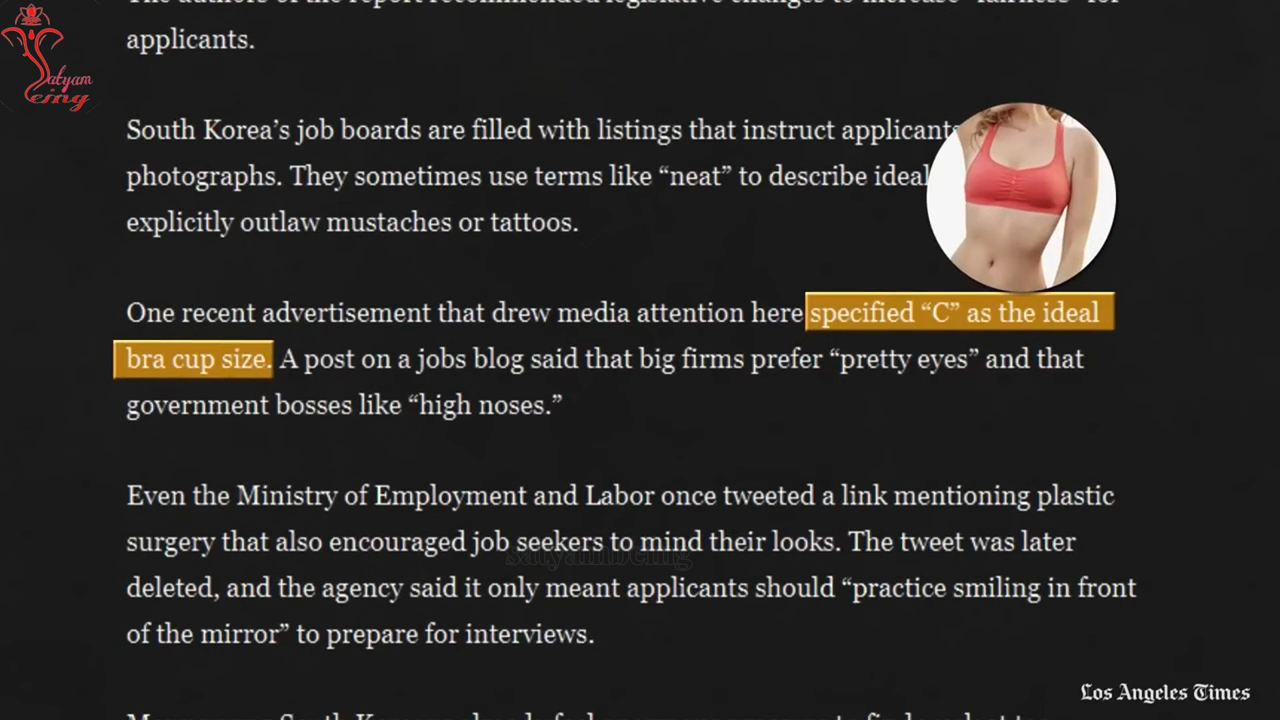 Satyam
Being
applicants.
South Korea’s job boards are filled with listings that instruct applicants
photographs. They sometimes use terms like “neat” to describe ideal
explicitly outlaw mustaches or tattoos.
One recent advertisement that drew media attention here specified “C” as the ideal
bra cup size. A post on a jobs blog said that big firms prefer “pretty eyes” and that
government bosses like “high noses.”
Even the Ministry of Employment and Labor once tweeted a link mentioning plastic
surgery that also encouraged job seekers to mind their looks. The tweet was later
satyambeing
deleted, and the agency said it only meant applicants should “practice smiling in front
of the mirror” to prepare for interviews.
Los Angeles Times